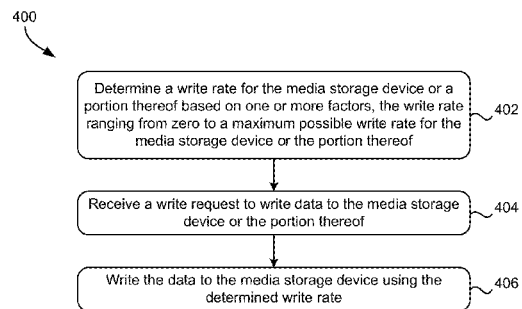 400
Determine a write rate for the media storage device or a
portion thereof based on one or more factors, the write rate
ranging from zero to a maximum possible write rate for the
media storage device or the portion thereof
402
Receive a write request to write data to the media storage
device or the portion thereof
404
Write the data to the media storage device using the
determined write rate
406